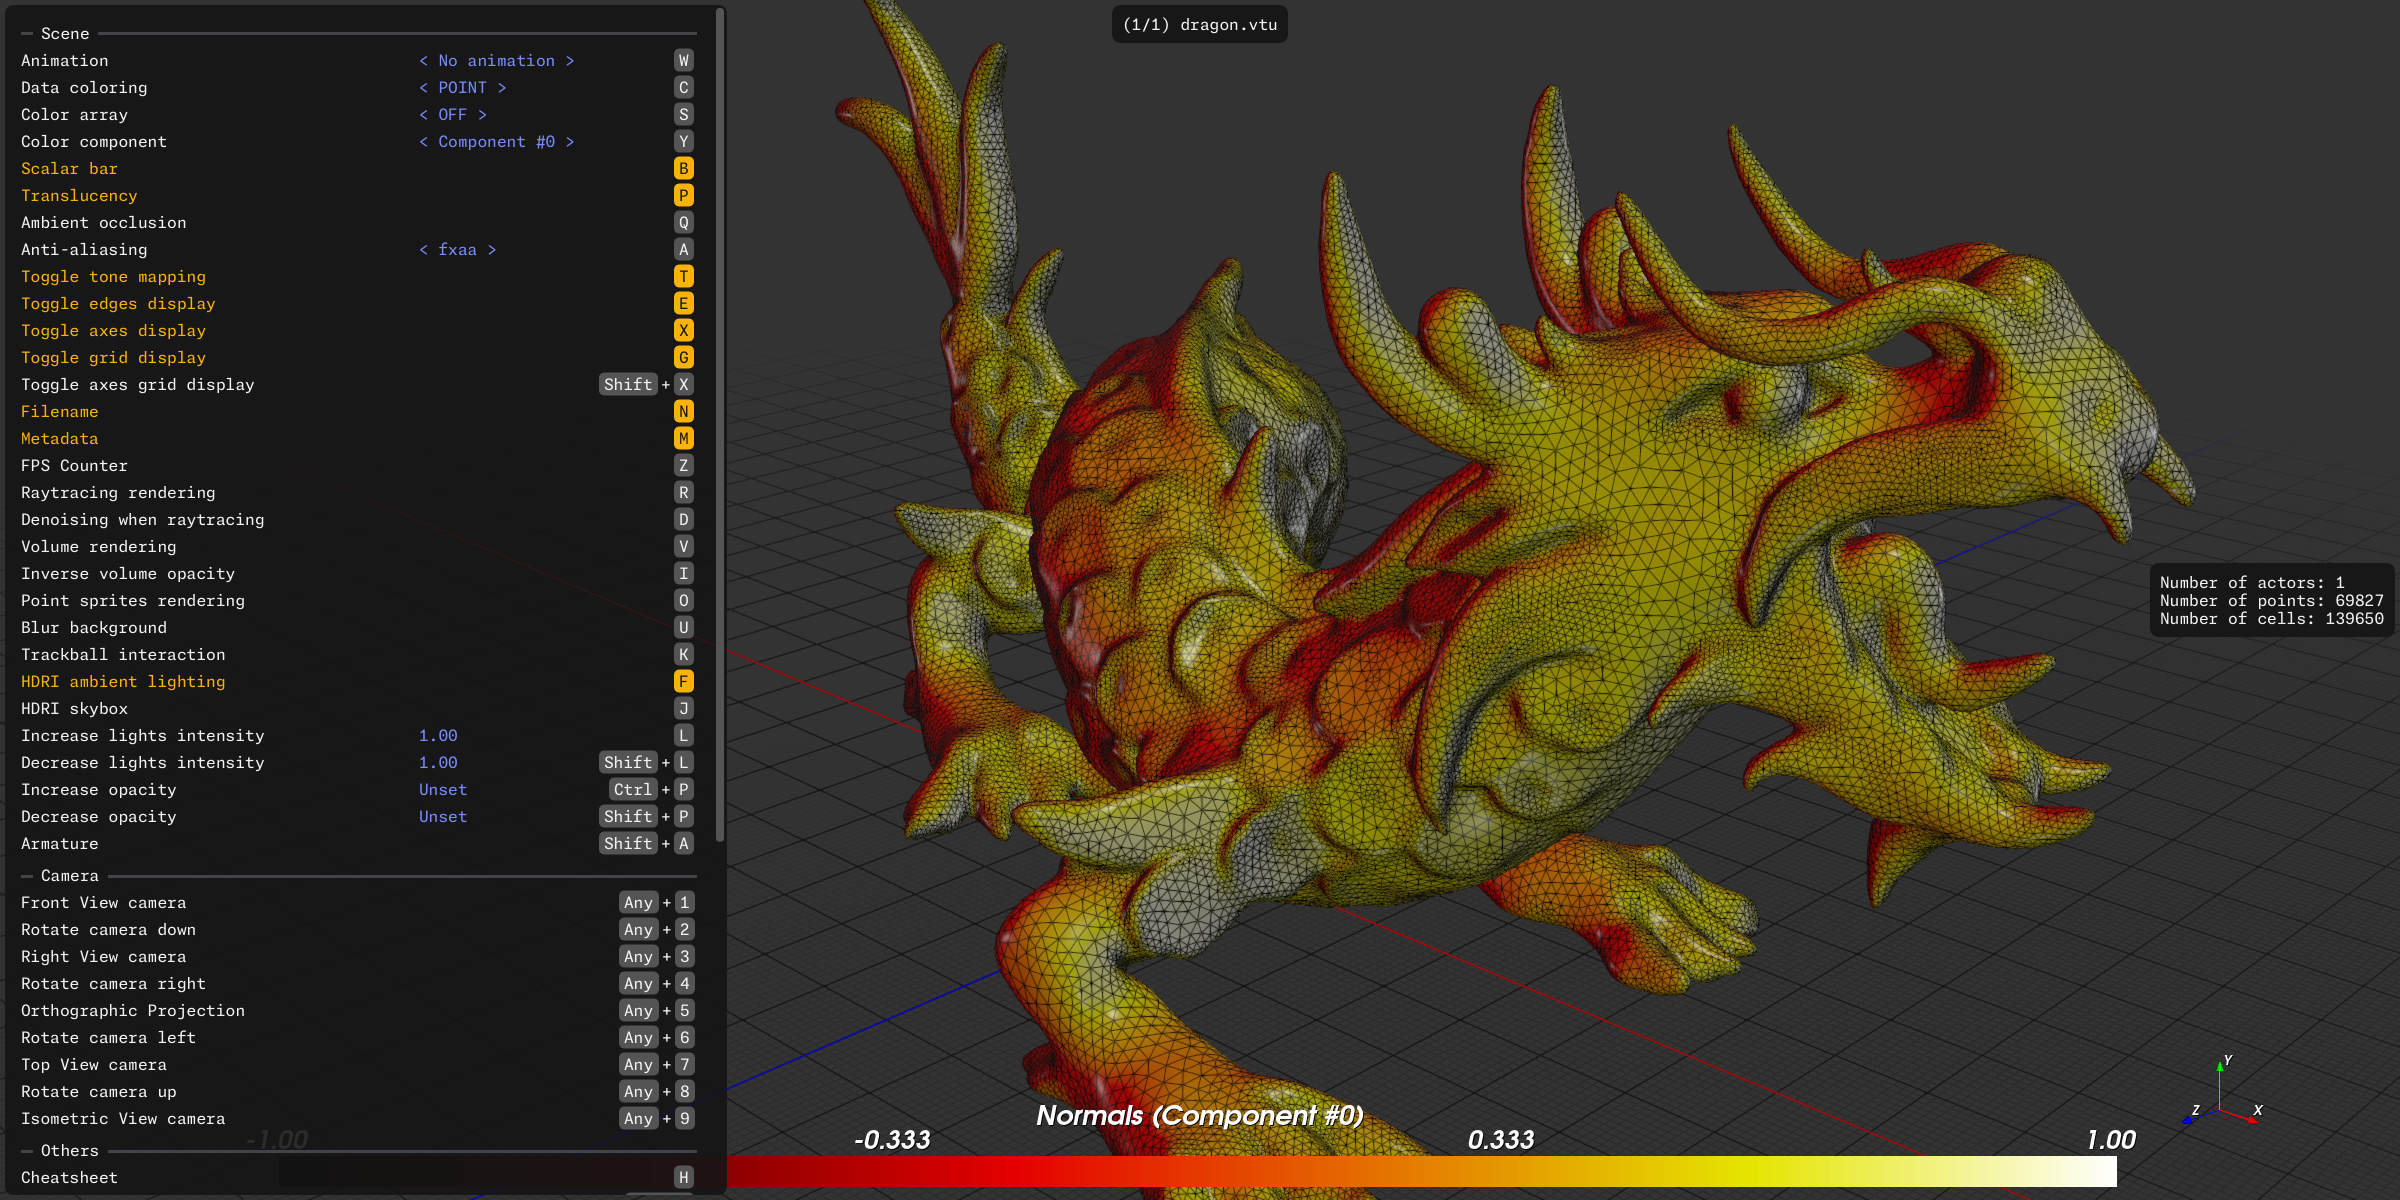 Scene
Animation < No animation > W
Data coloring < POINT > C
Color array < OFF > S
Color component < Component #0 > Y
Scalar bar B
Translucency P
Ambient occlusion Q
Anti-aliasing < fxaa > A
Toggle tone mapping T
Toggle edges display E
Toggle axes display X
Toggle grid display G
Toggle axes grid display Shift + X
Filename N
Metadata M
FPS Counter Z
Raytracing rendering R
Denoising when raytracing D
Volume rendering V
Inverse volume opacity I
Point sprites rendering O
Blur background U
Trackball interaction K
HDRI ambient lighting F
HDRI skybox J
Increase lights intensity 1.00 L
Decrease lights intensity 1.00 Shift + L
Increase opacity Unset Ctrl + P
Decrease opacity Unset Shift + P
Armature Shift + A
Camera
Front View camera Any + 1
Rotate camera down Any + 2
Right View camera Any + 3
Rotate camera right Any + 4
Orthographic Projection Any + 5
Rotate camera left Any + 6
Top View camera Any + 7
Rotate camera up Any + 8
Isometric View camera Any + 9
Others
Cheatsheet H
(1/1) dragon.vtu
Number of actors: 1
Number of points: 69827
Number of cells: 139650
Y
Z X
Normals (Component #0)
-1.00 -0.333 0.333 1.00